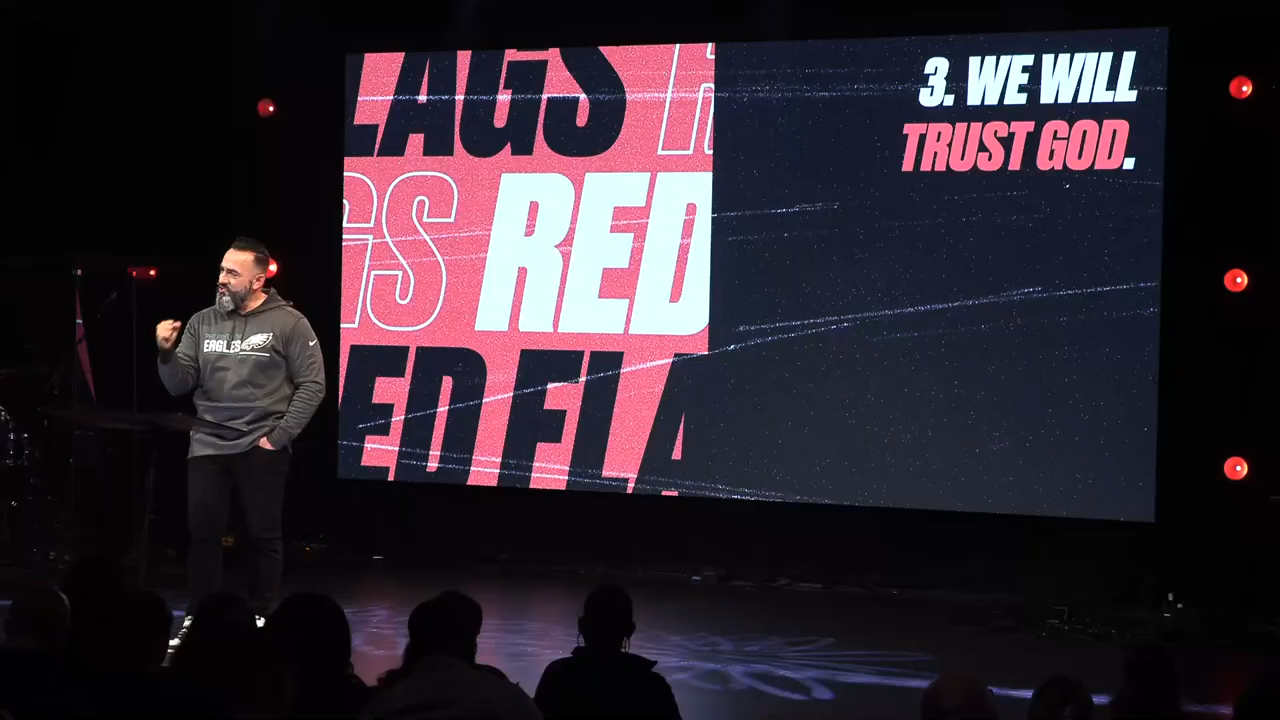 LAGS R
GS RED
ED FLA
3. WE WILL
TRUST GOD.
EAGLES